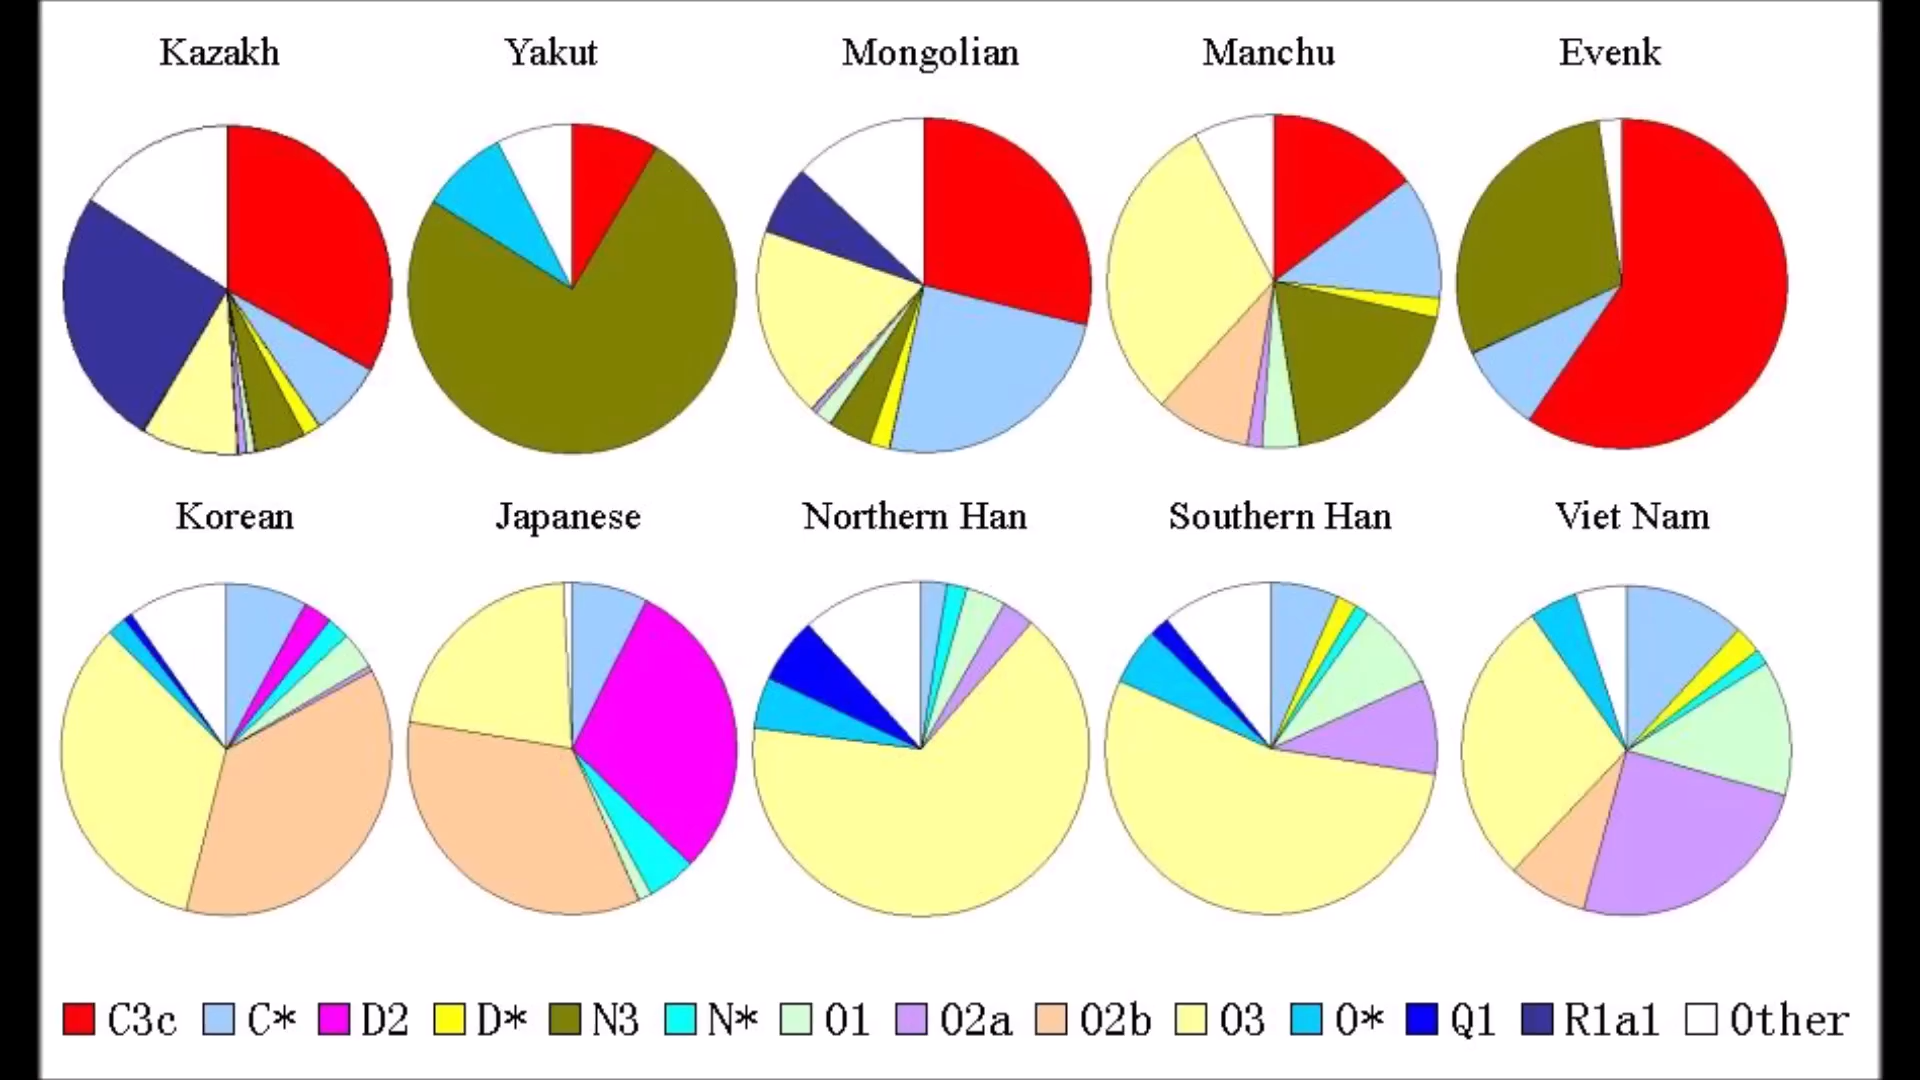 Kazakh Yakut Mongolian Manchu Evenk
Korean Japanese Northern Han Southern Han Viet Nam
C3c C* D2 D* N3 N* O1 O2a O2b O3 O* Q1 R1a1 Other